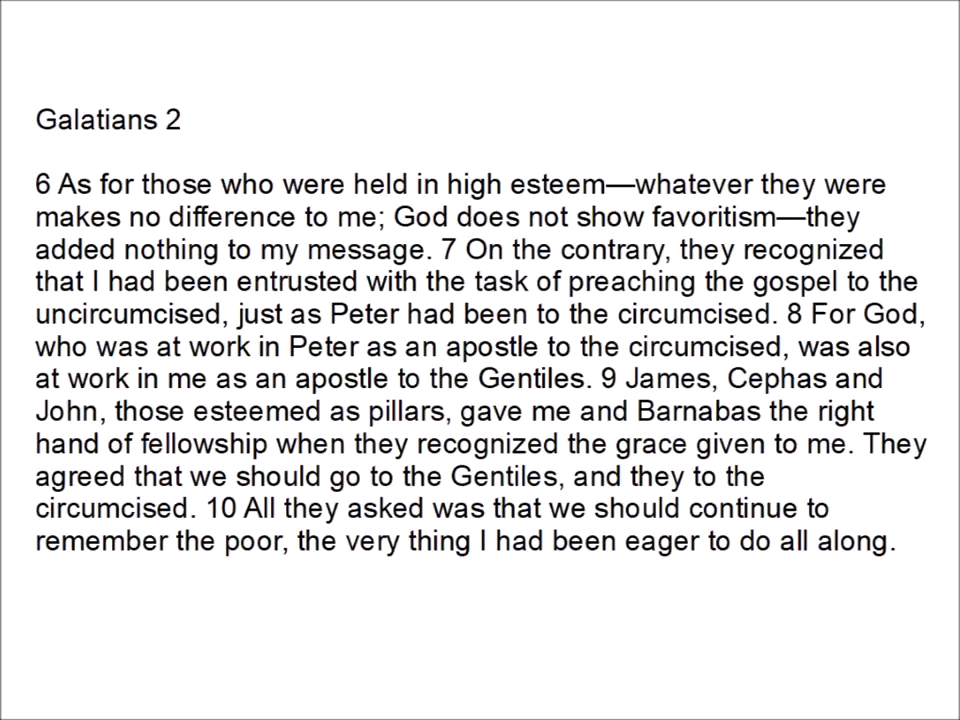 Galatians 2
6 As for those who were held in high esteem—whatever they were
makes no difference to me; God does not show favoritism—they
added nothing to my message. 7 On the contrary, they recognized
that I had been entrusted with the task of preaching the gospel to the
uncircumcised, just as Peter had been to the circumcised. 8 For God,
who was at work in Peter as an apostle to the circumcised, was also
at work in me as an apostle to the Gentiles. 9 James, Cephas and
John, those esteemed as pillars, gave me and Barnabas the right
hand of fellowship when they recognized the grace given to me. They
agreed that we should go to the Gentiles, and they to the
circumcised. 10 All they asked was that we should continue to
remember the poor, the very thing I had been eager to do all along.